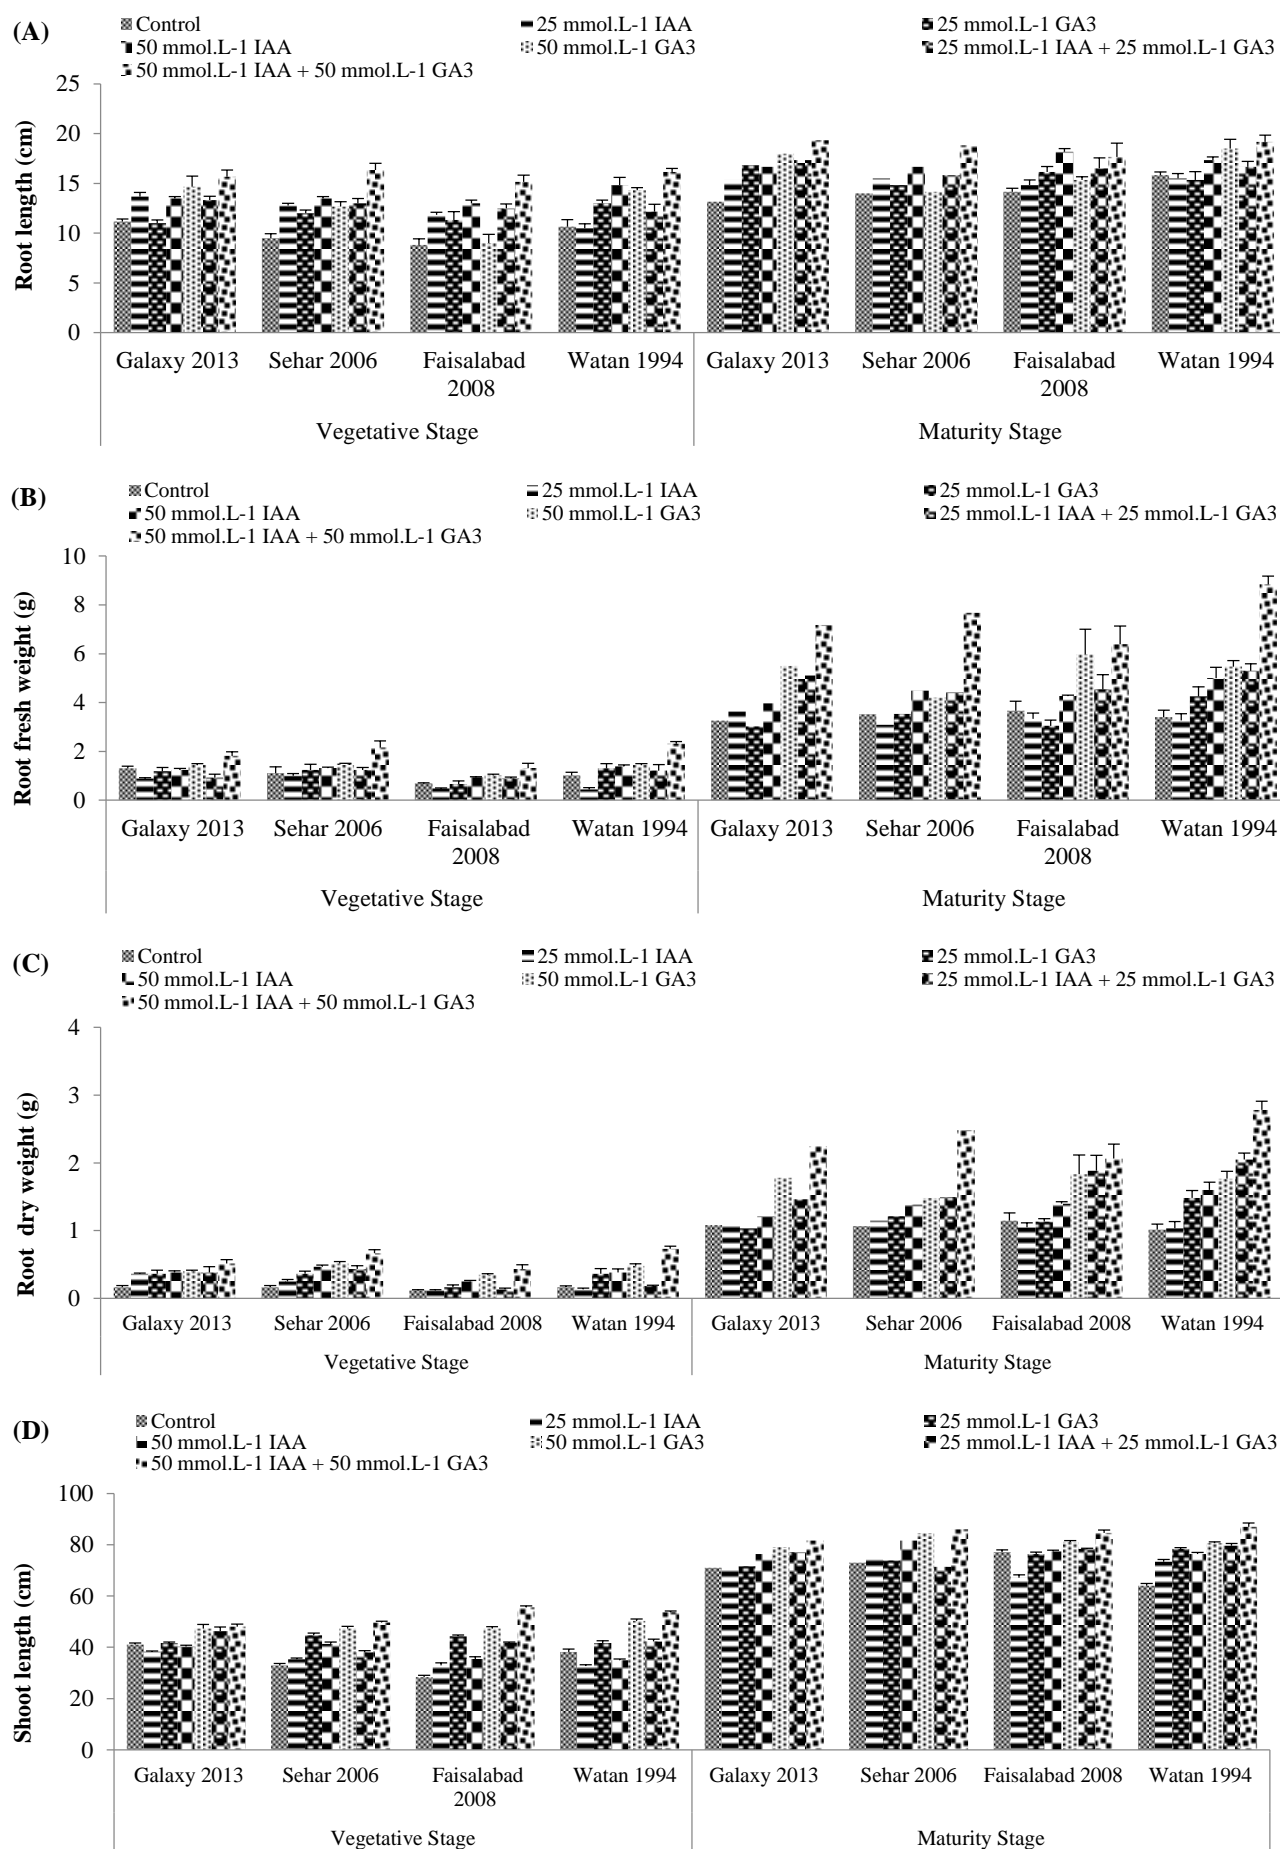 (A)
Control 25 mmol.L-1 IAA 25 mmol.L-1 GA3
50 mmol.L-1 IAA 50 mmol.L-1 GA3 25 mmol.L-1 IAA + 25 mmol.L-1 GA3
50 mmol.L-1 IAA + 50 mmol.L-1 GA3
Root length (cm)
25
20
15
10
5
0
Galaxy 2013 Sehar 2006 Faisalabad 2008 Watan 1994 Galaxy 2013 Sehar 2006 Faisalabad 2008 Watan 1994
Vegetative Stage Maturity Stage
(B)
Control 25 mmol.L-1 IAA 25 mmol.L-1 GA3
50 mmol.L-1 IAA 50 mmol.L-1 GA3 25 mmol.L-1 IAA + 25 mmol.L-1 GA3
50 mmol.L-1 IAA + 50 mmol.L-1 GA3
Root fresh weight (g)
10
8
6
4
2
0
Galaxy 2013 Sehar 2006 Faisalabad 2008 Watan 1994 Galaxy 2013 Sehar 2006 Faisalabad 2008 Watan 1994
Vegetative Stage Maturity Stage
(C)
Control 25 mmol.L-1 IAA 25 mmol.L-1 GA3
50 mmol.L-1 IAA 50 mmol.L-1 GA3 25 mmol.L-1 IAA + 25 mmol.L-1 GA3
50 mmol.L-1 IAA + 50 mmol.L-1 GA3
Root dry weight (g)
4
3
2
1
0
Galaxy 2013 Sehar 2006 Faisalabad 2008 Watan 1994 Galaxy 2013 Sehar 2006 Faisalabad 2008 Watan 1994
Vegetative Stage Maturity Stage
(D)
Control 25 mmol.L-1 IAA 25 mmol.L-1 GA3
50 mmol.L-1 IAA 50 mmol.L-1 GA3 25 mmol.L-1 IAA + 25 mmol.L-1 GA3
50 mmol.L-1 IAA + 50 mmol.L-1 GA3
Shoot length (cm)
100
80
60
40
20
0
Galaxy 2013 Sehar 2006 Faisalabad 2008 Watan 1994 Galaxy 2013 Sehar 2006 Faisalabad 2008 Watan 1994
Vegetative Stage Maturity Stage